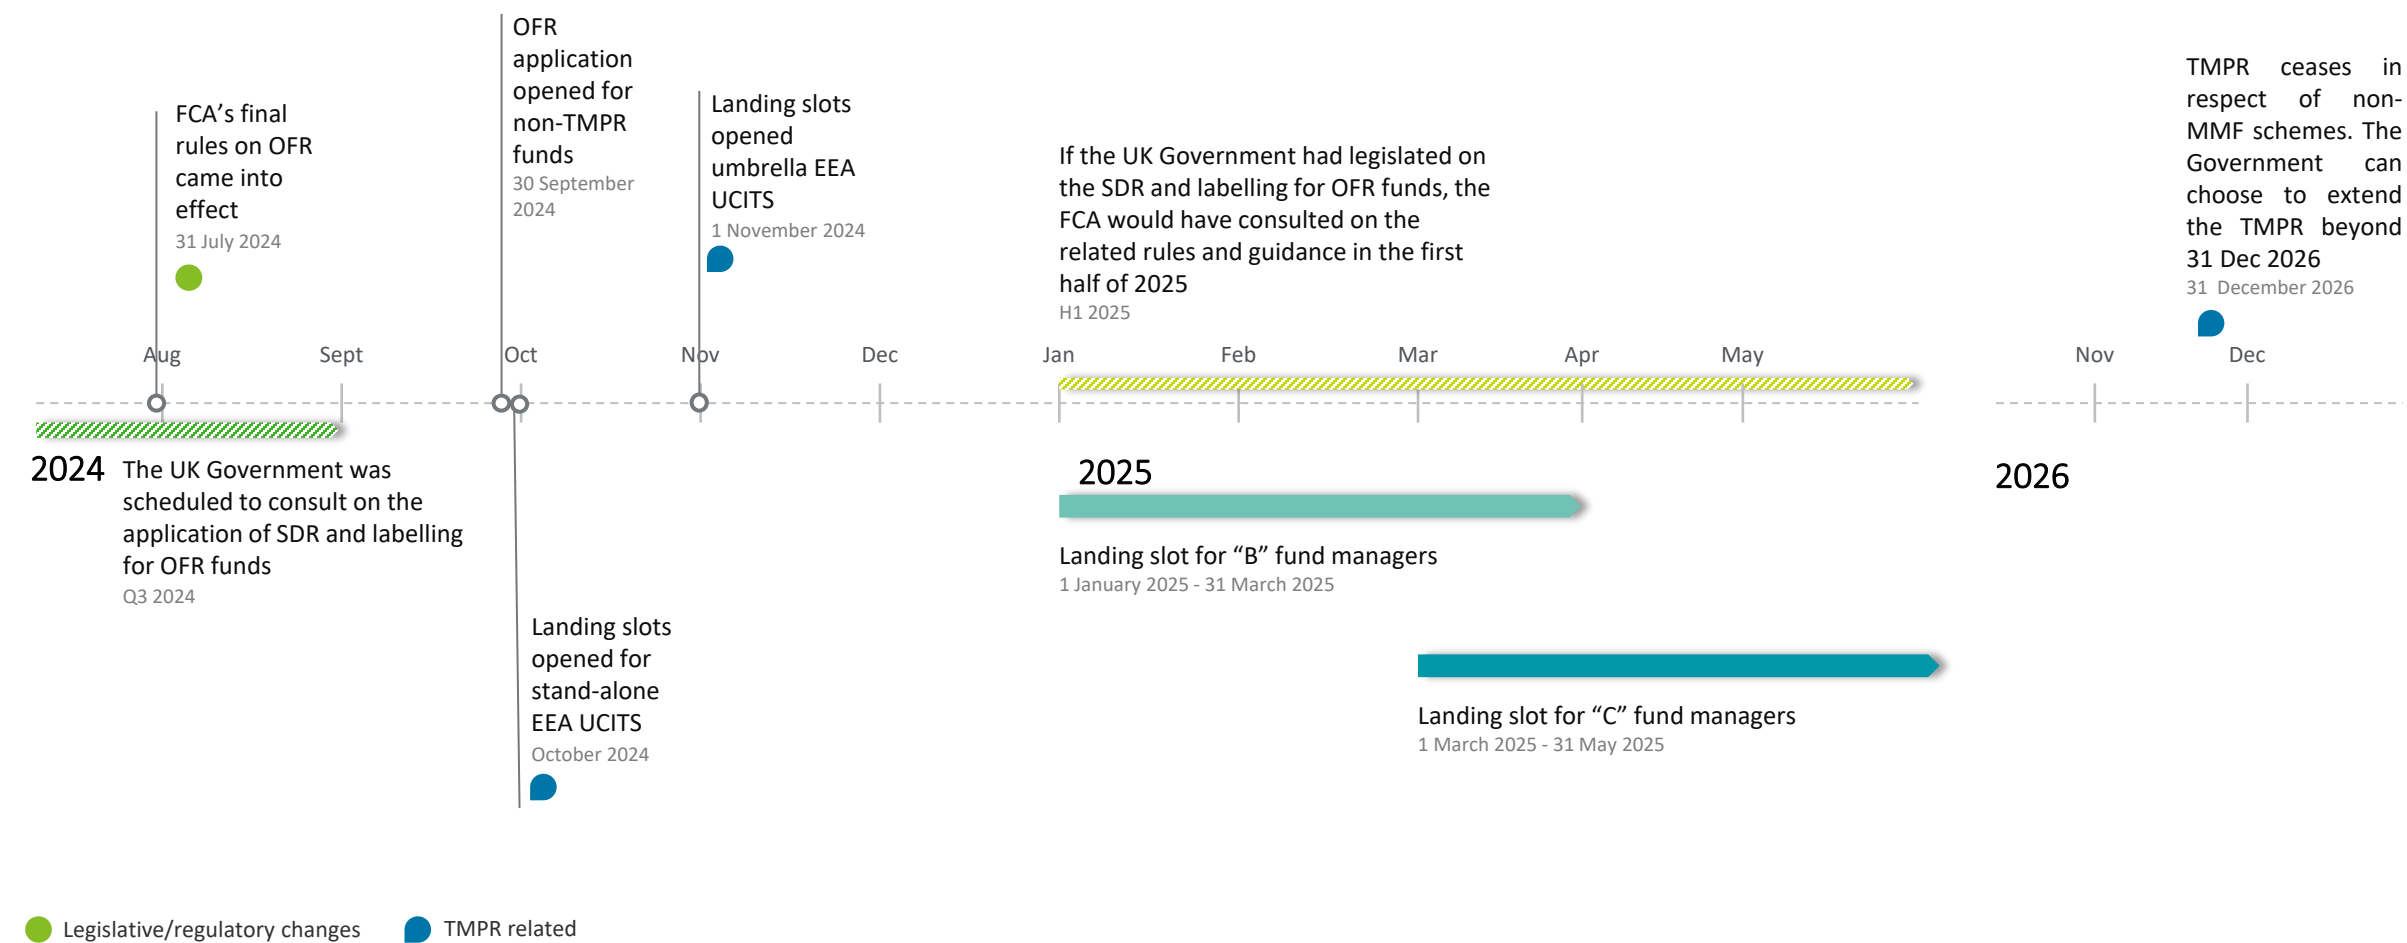 FCA’s final
rules on OFR
came into
effect
31 July 2024
OFR
application
opened for
non-TMPR
funds
30 September
2024
Landing slots
opened
umbrella EEA
UCITS
1 November 2024
If the UK Government had legislated on
the SDR and labelling for OFR funds, the
FCA would have consulted on the
related rules and guidance in the first
half of 2025
H1 2025
TMPR ceases in
respect of non-
MMF schemes. The
Government can
choose to extend
the TMPR beyond
31 Dec 2026
31 December 2026
Aug Sept Oct Nov Dec Jan Feb Mar Apr May Nov Dec
2024
The UK Government was
scheduled to consult on the
application of SDR and labelling
for OFR funds
Q3 2024
2025
2026
Landing slot for “B” fund managers
1 January 2025 - 31 March 2025
Landing slots
opened for
stand-alone
EEA UCITS
October 2024
Landing slot for “C” fund managers
1 March 2025 - 31 May 2025
Legislative/regulatory changes TMPR related